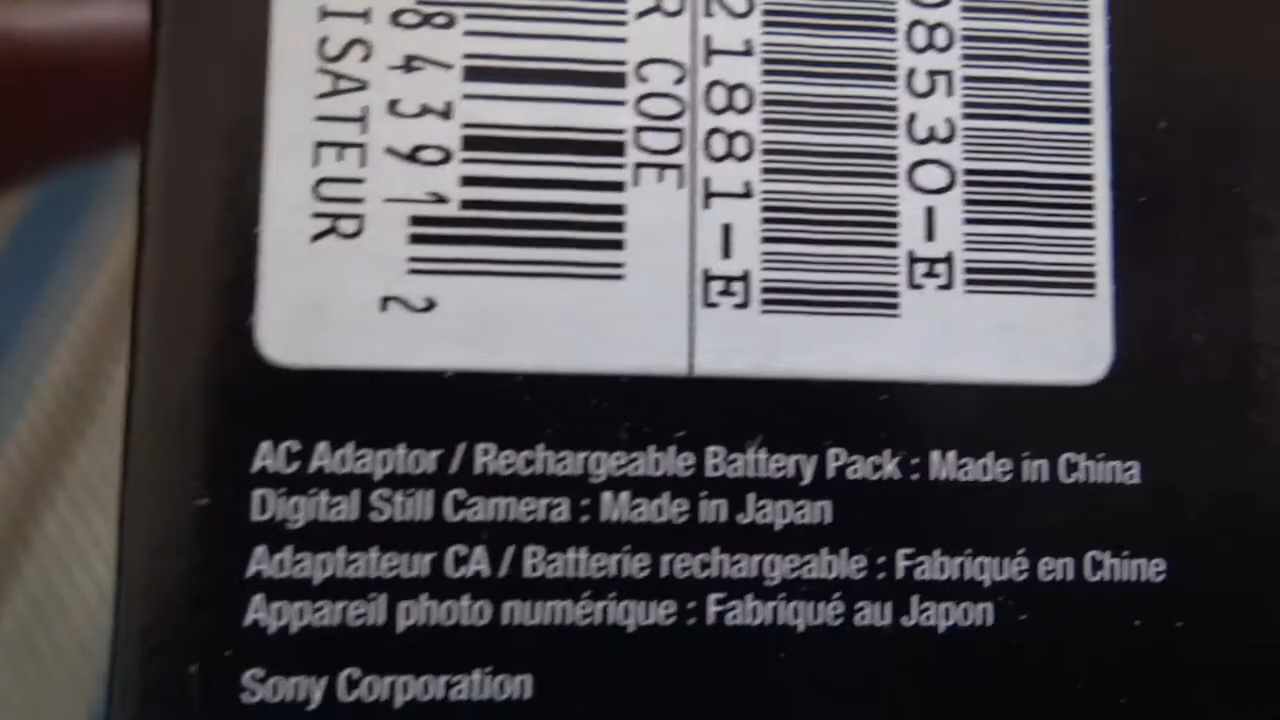 ISATEUR
84391 2
R CODE
21881-E
08530-E
AC Adaptor / Rechargeable Battery Pack : Made in China
Digital Still Camera : Made in Japan
Adaptateur CA / Batterie rechargeable : Fabriqué en Chine
Appareil photo numérique : Fabriqué au Japon
Sony Corporation